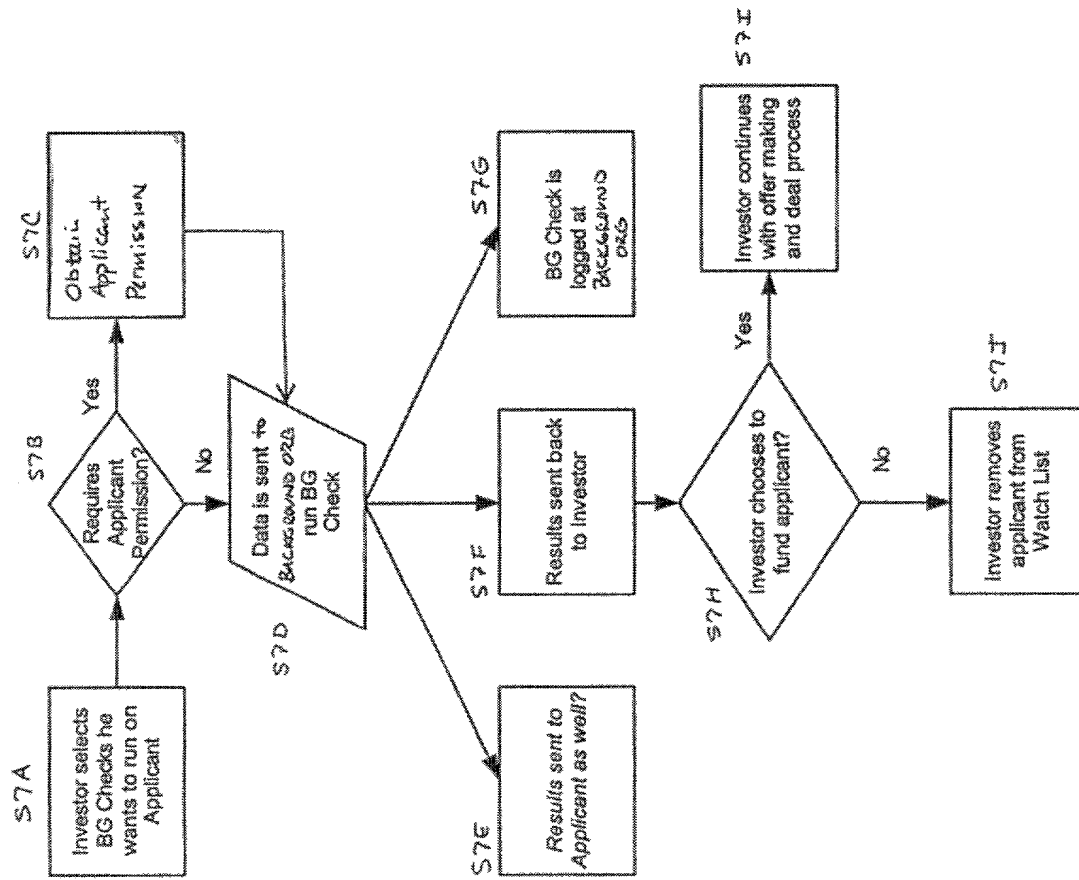 S7A
Investor selects
BG Checks he
wants to run on
Applicant
S7B
Requires
Applicant
Permission?
Yes
No
S7C
Obtain
Applicant
Permission
S7D
Data is sent to
BACKGROUND ORG
run BG
Check
S7E
Results sent to
Applicant as well?
S7F
Results sent back
to Investor
S7G
BG Check is
logged at
BACKGROUND
ORG
S7H
Investor chooses to
fund applicant?
Yes
No
S7I
Investor continues
with offer making
and deal process
S7J
Investor removes
applicant from
Watch List